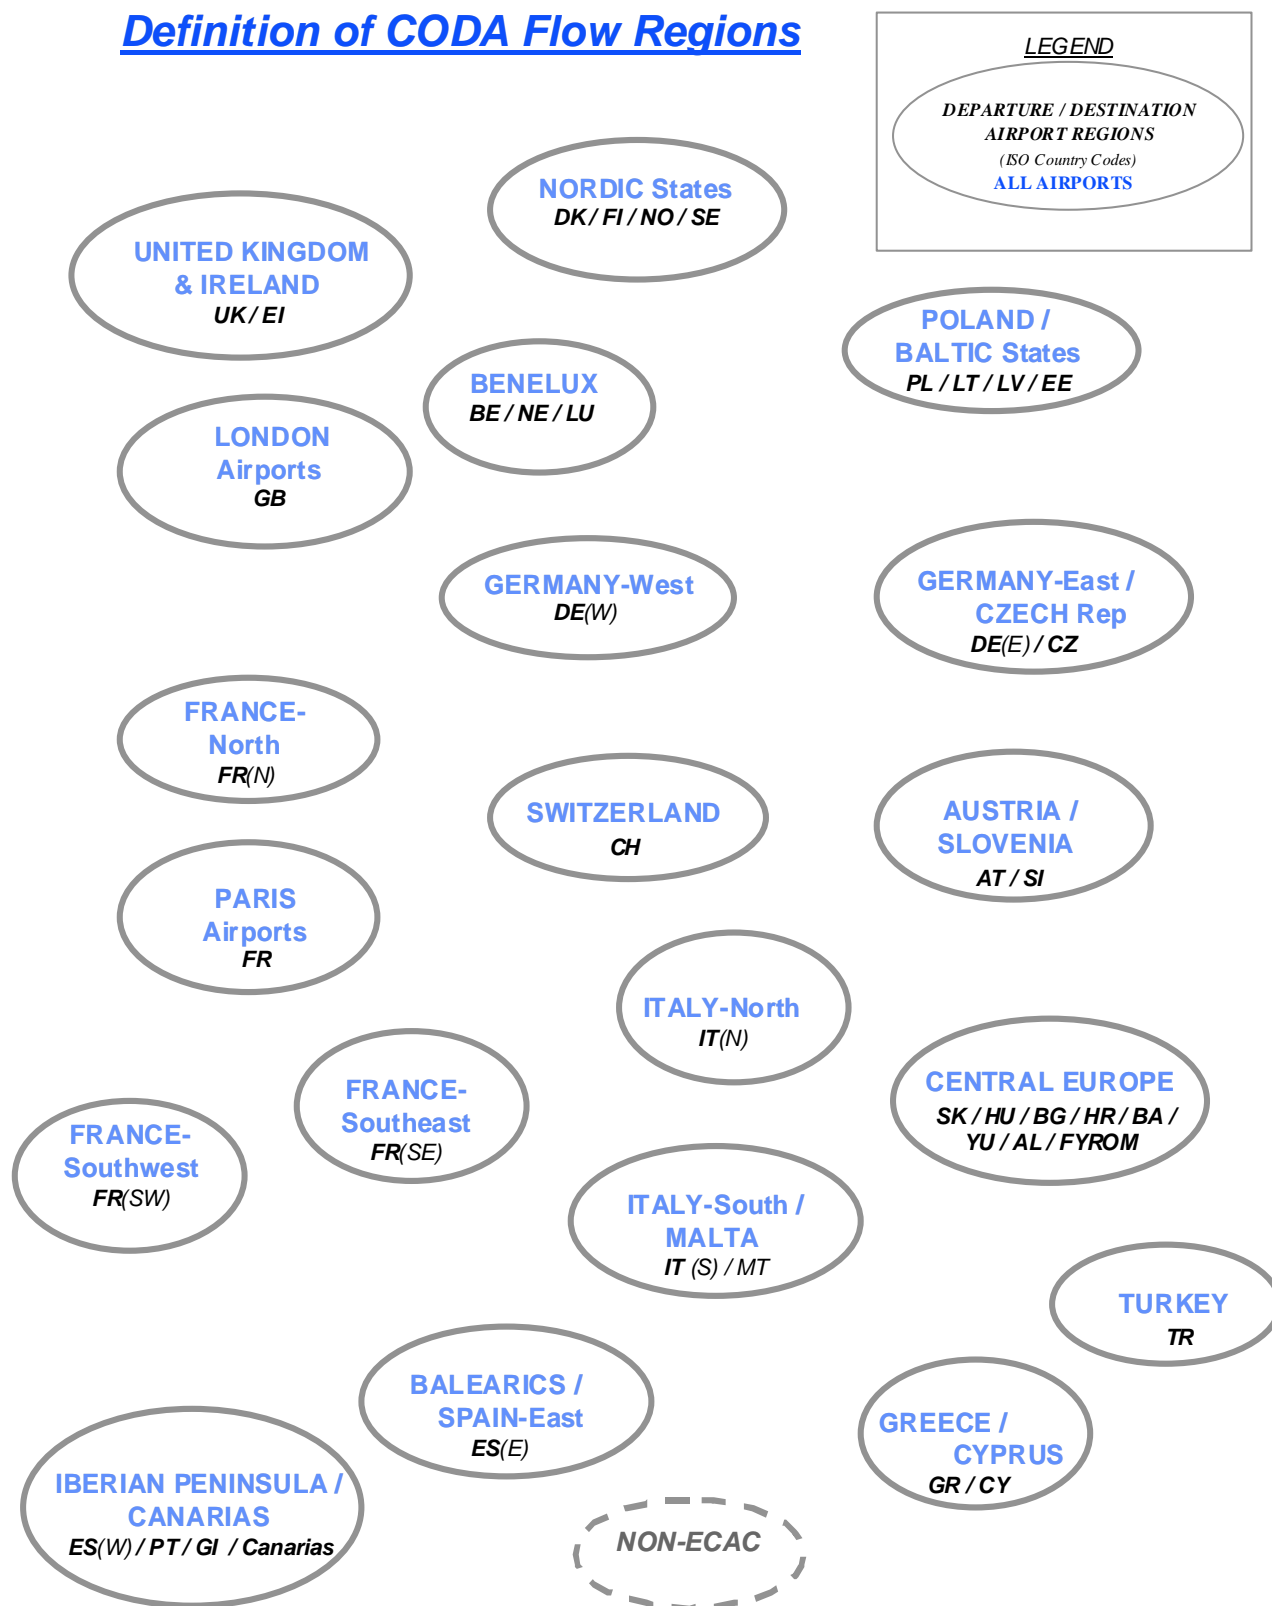 Definition of CODA Flow Regions
LEGEND
DEPARTURE / DESTINATION
AIRPORT REGIONS
(ISO Country Codes)
ALL AIRPORTS
NORDIC States
DK / FI / NO / SE
UNITED KINGDOM
& IRELAND
UK / EI
POLAND /
BALTIC States
PL / LT / LV / EE
BENELUX
BE / NE / LU
LONDON
Airports
GB
GERMANY-West
DE(W)
GERMANY-East /
CZECH Rep
DE(E) / CZ
FRANCE-
North
FR(N)
SWITZERLAND
CH
AUSTRIA /
SLOVENIA
AT / SI
PARIS
Airports
FR
ITALY-North
IT(N)
FRANCE-
Southeast
FR(SE)
CENTRAL EUROPE
SK / HU / BG / HR / BA /
YU / AL / FYROM
FRANCE-
Southwest
FR(SW)
ITALY-South /
MALTA
IT (S) / MT
TURKEY
TR
BALEARICS /
SPAIN-East
ES(E)
GREECE /
CYPRUS
GR / CY
IBERIAN PENINSULA /
CANARIAS
ES(W) / PT / GI / Canarias
NON-ECAC